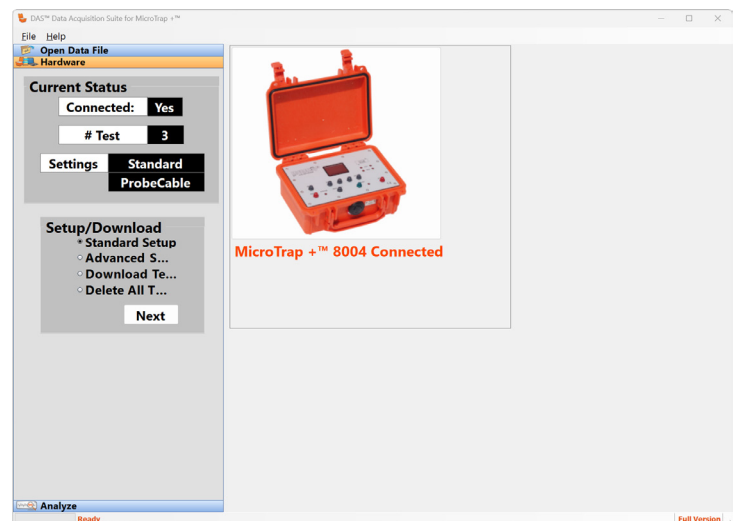 DAS™ Data Acquisition Suite for MicroTrap +™
File Help
Open Data File
Hardware
Current Status
Connected: Yes
# Test 3
Settings Standard
ProbeCable
Setup/Download
Standard Setup
Advanced S...
Download Te...
Delete All T...
Next
MicroTrap +™ 8004 Connected
Analyze
Ready
Full Version